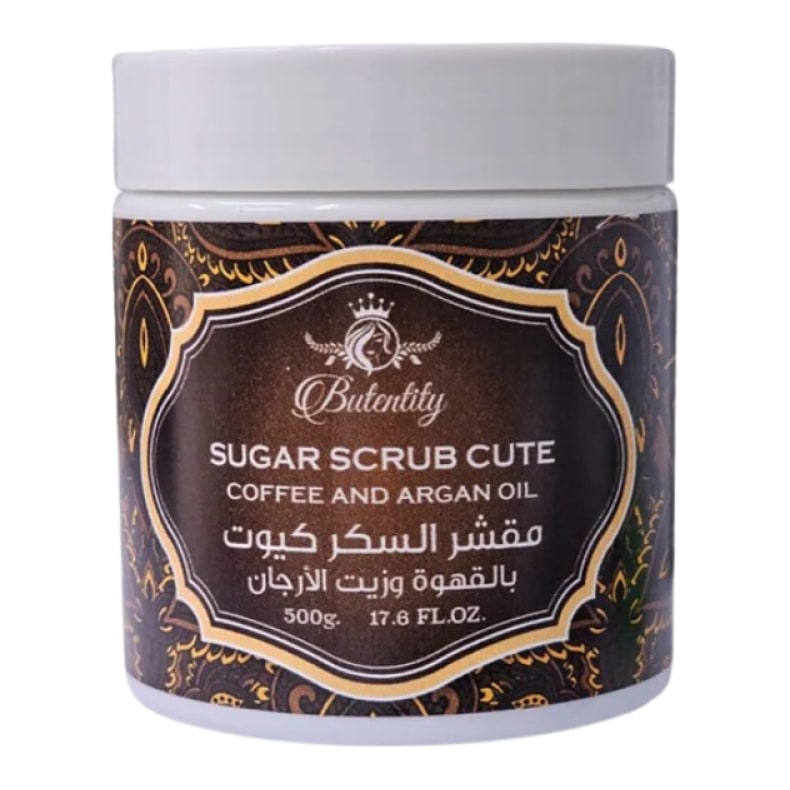 Butentity
SUGAR SCRUB CUTE
COFFEE AND ARGAN OIL
مقشر السكر كيوت
بالقهوة وزيت الأرجان
500g. 17.6 FL.OZ.